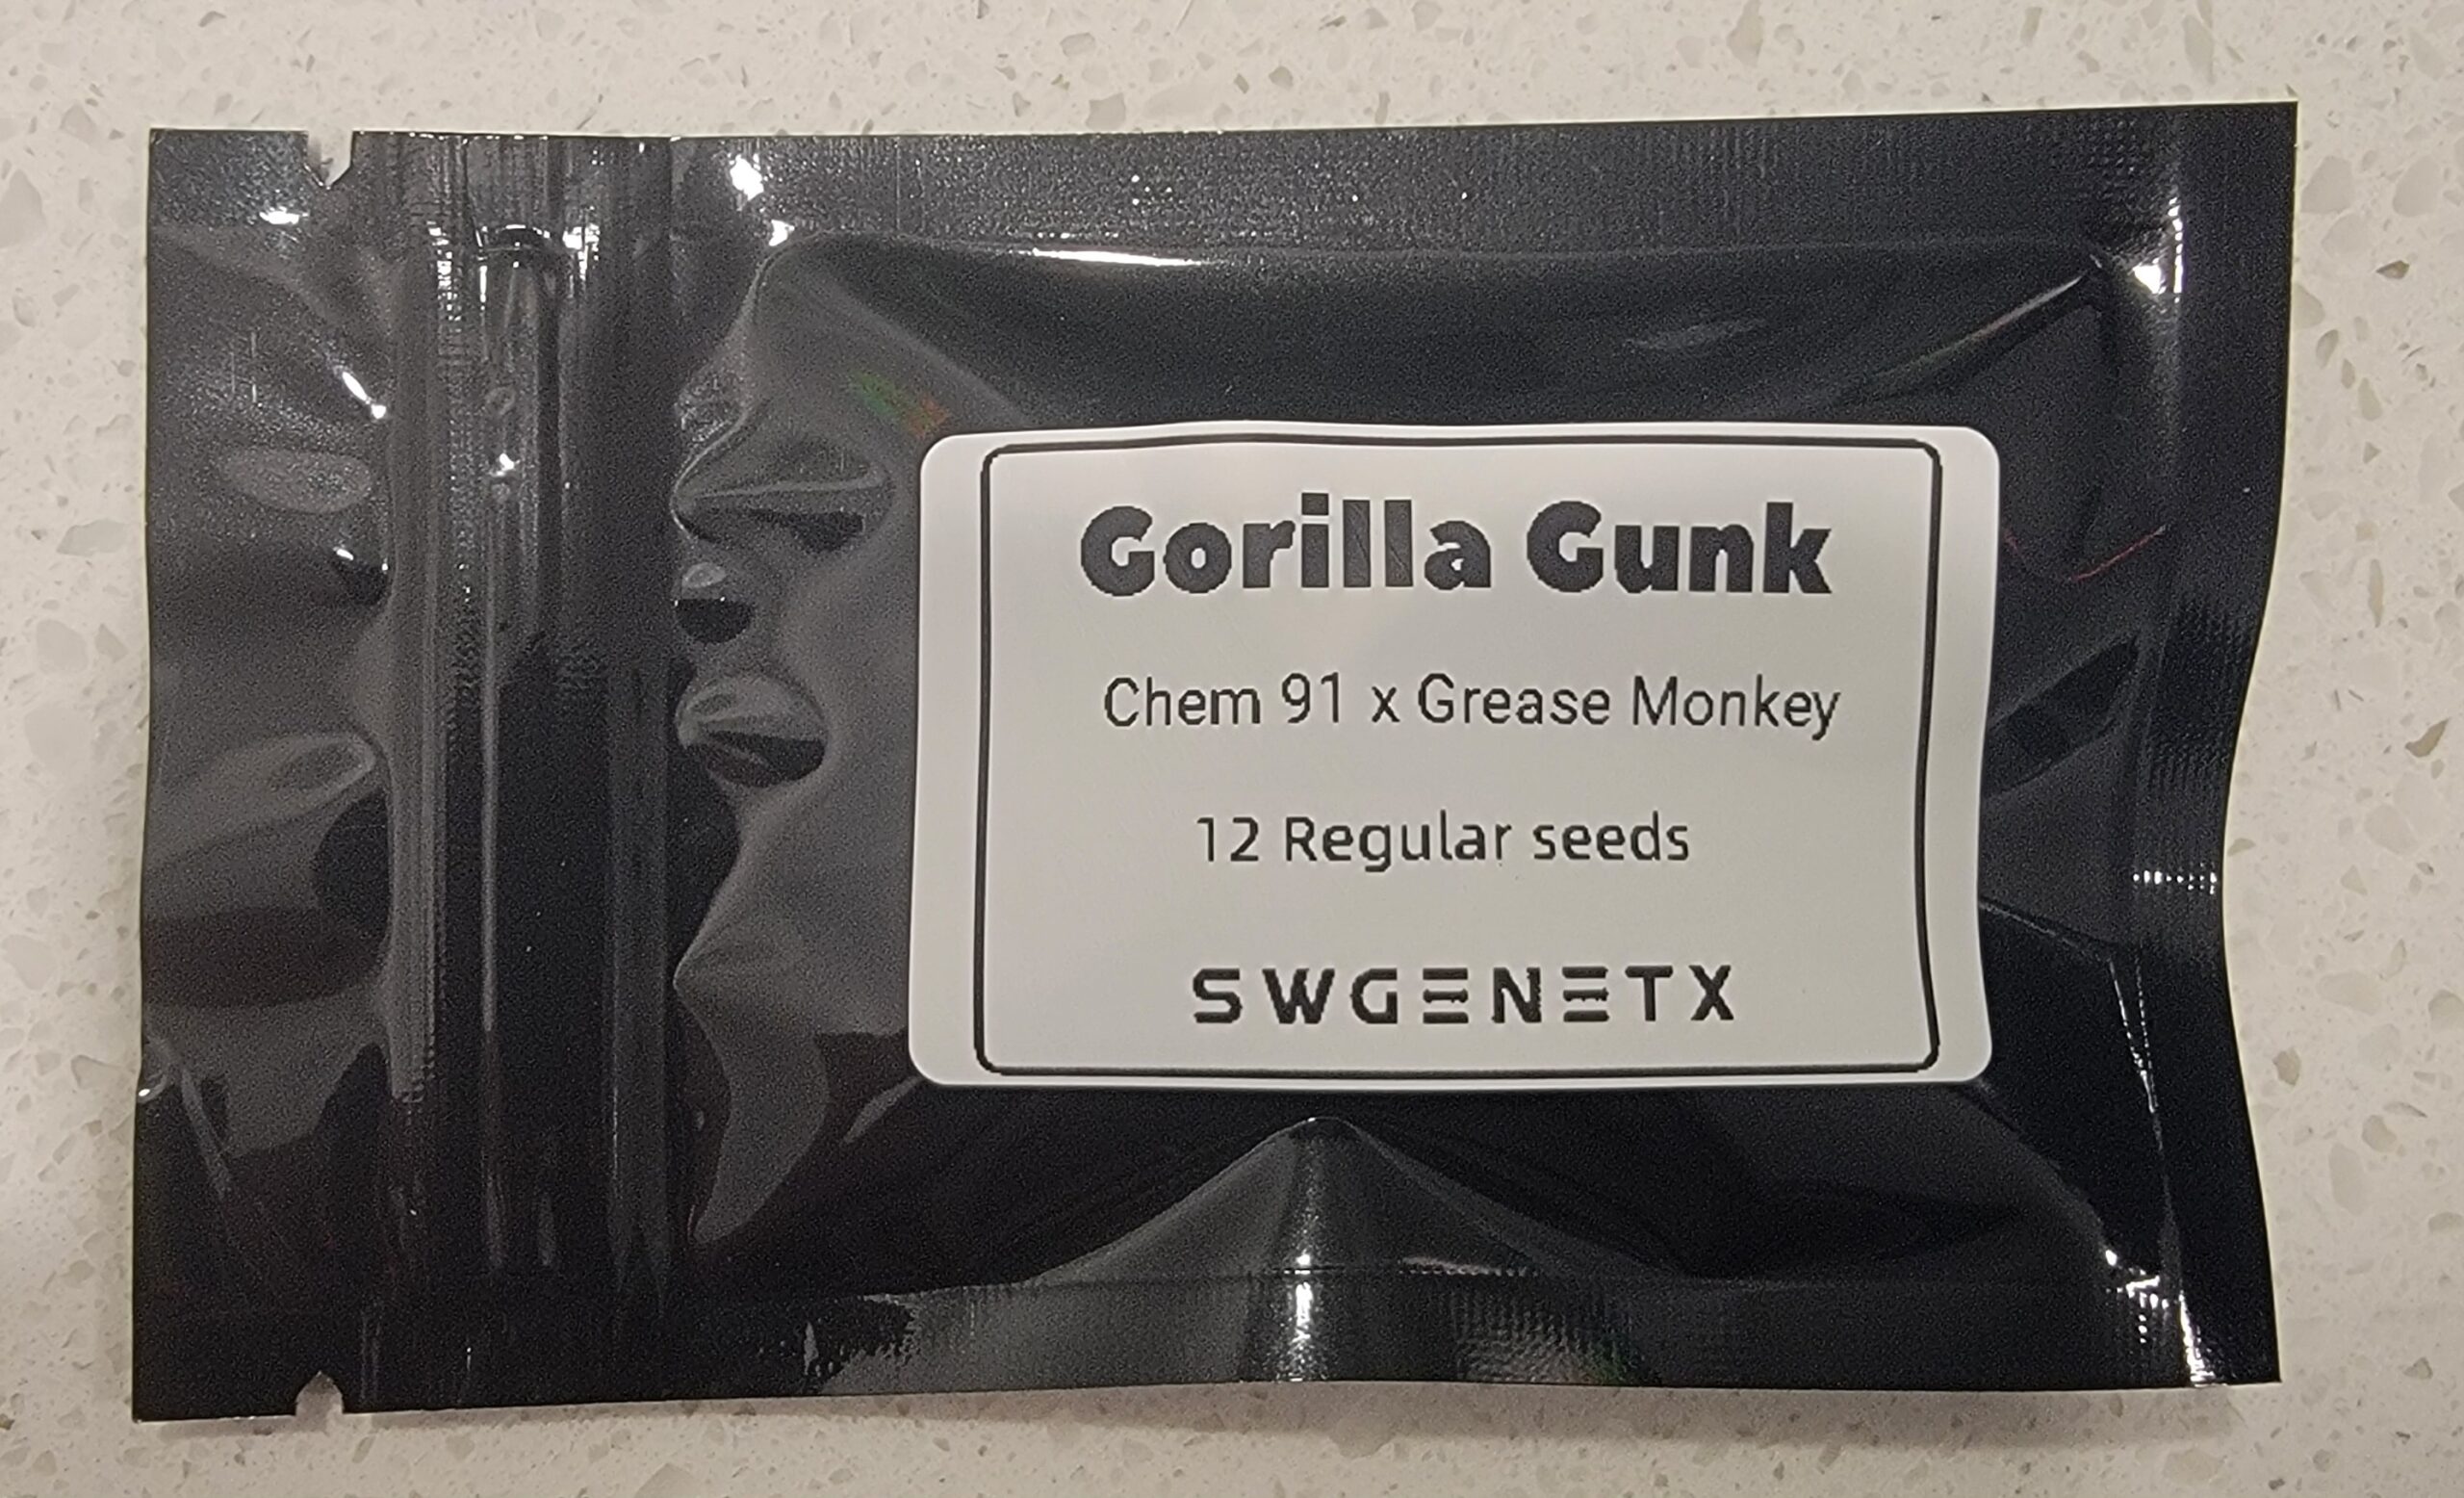 Gorilla Gunk
Chem 91 x Grease Monkey
12 Regular seeds
SWGENETX